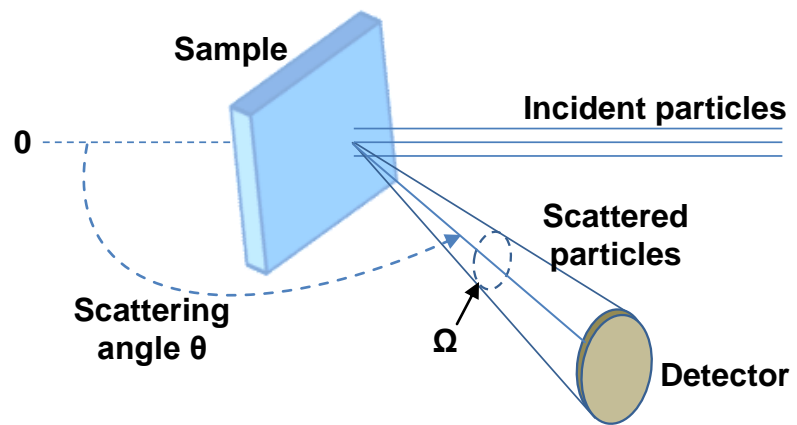 Sample
Incident particles
0
Scattered
particles
Scattering
angle θ
Ω
Detector